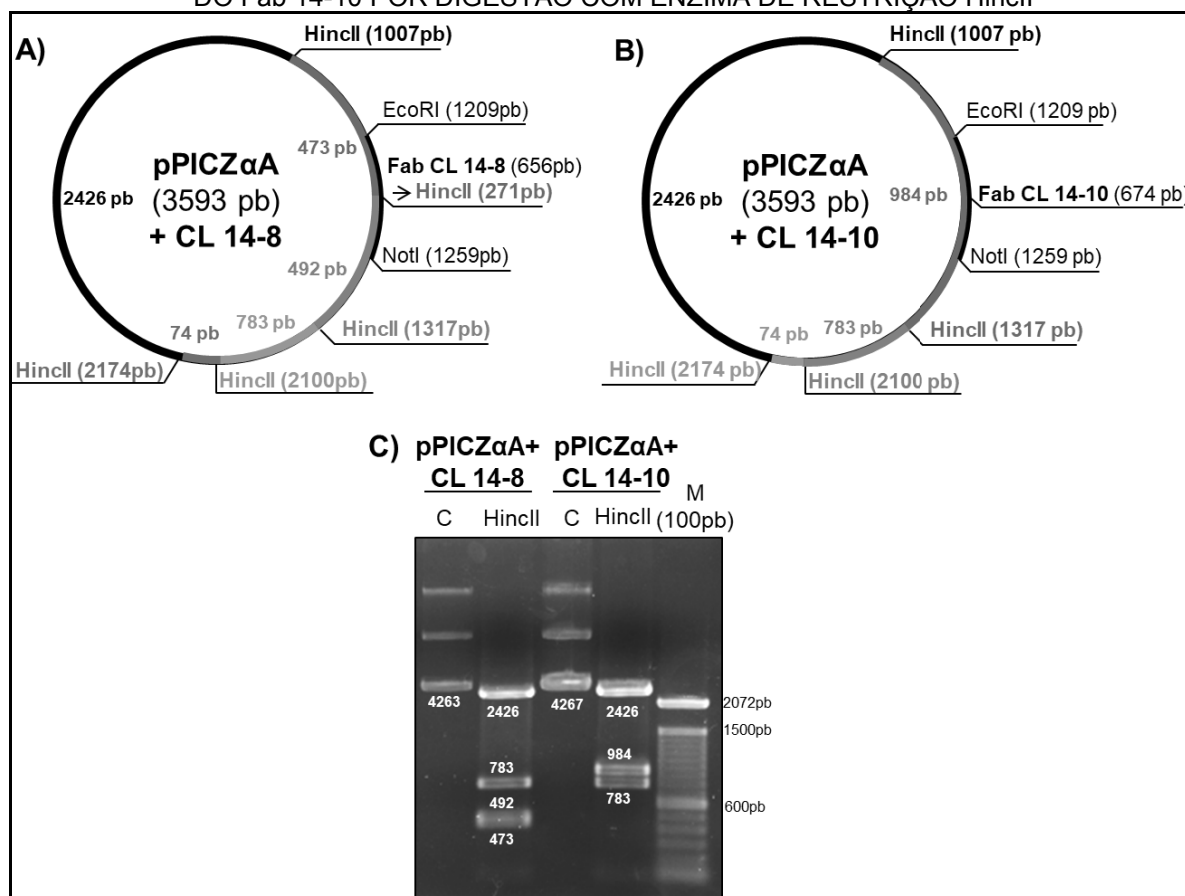 DO Fab 14-10 POR DIGESTÃO COM ENZIMA DE RESTRIÇÃO HincII
A)
HincII (1007pb)
EcoRI (1209pb)
473 pb
Fab CL 14-8 (656pb)
HincII (271pb)
pPICZαA
(3593 pb)
+ CL 14-8
2426 pb
NotI (1259pb)
492 pb
783 pb
74 pb
HincII (1317pb)
HincII (2174pb)
HincII (2100pb)
B)
HincII (1007 pb)
EcoRI (1209 pb)
984 pb
Fab CL 14-10 (674 pb)
pPICZαA
(3593 pb)
+ CL 14-10
2426 pb
NotI (1259 pb)
74 pb
783 pb
HincII (1317 pb)
HincII (2174 pb)
HincII (2100 pb)
C) pPICZαA+ pPICZαA+
CL 14-8 CL 14-10
M
C HincII C HincII (100pb)
4263 2426 4267 2426 2072pb
1500pb
783 984
492 783
600pb
473